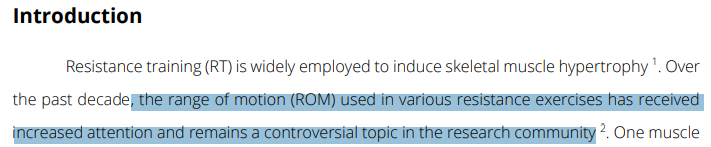 Introduction
Resistance training (RT) is widely employed to induce skeletal muscle hypertrophy 1. Over
the past decade, the range of motion (ROM) used in various resistance exercises has received
increased attention and remains a controversial topic in the research community 2. One muscle